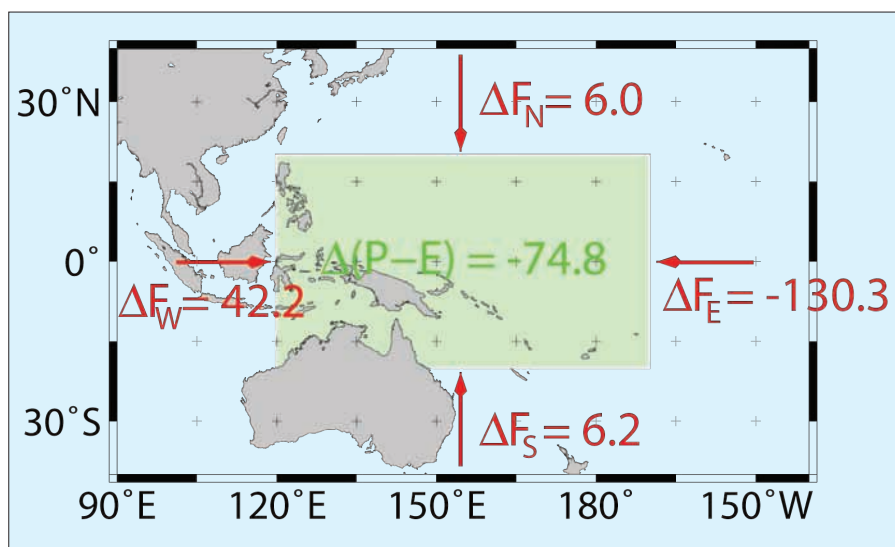 30˚N
0˚
30˚S
ΔF_N = 6.0
Δ(P−E) = -74.8
ΔF_W = 42.2
ΔF_E = -130.3
ΔF_S = 6.2
90˚E 120˚E 150˚E 180˚ 150˚W